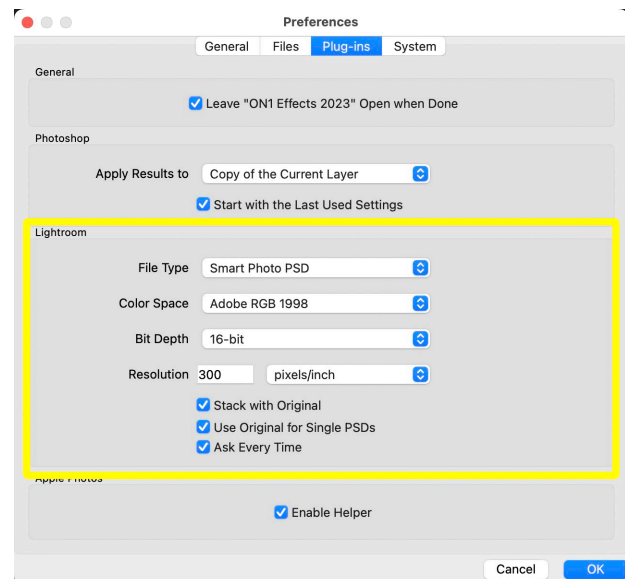 Preferences
General Files Plug-ins System
General
Leave "ON1 Effects 2023" Open when Done
Photoshop
Apply Results to Copy of the Current Layer
Start with the Last Used Settings
Lightroom
File Type Smart Photo PSD
Color Space Adobe RGB 1998
Bit Depth 16-bit
Resolution 300 pixels/inch
Stack with Original
Use Original for Single PSDs
Ask Every Time
Apple Photos
Enable Helper
Cancel OK